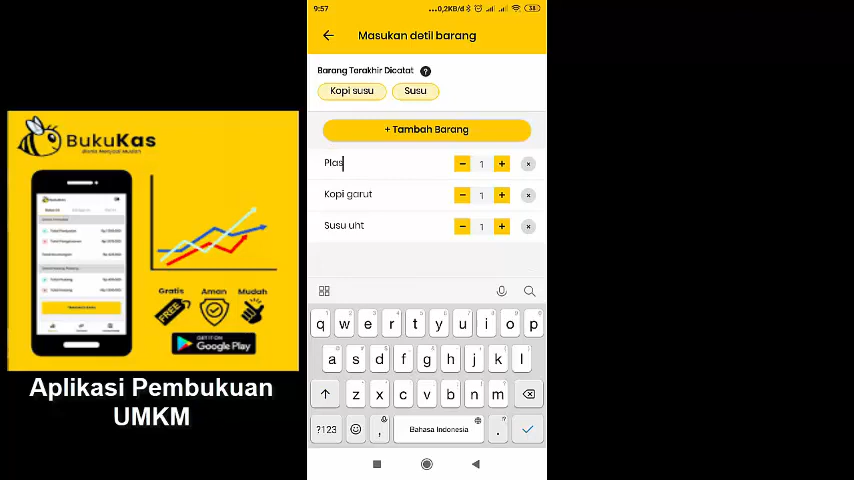 BukuKas
Gratis
Aman
Mudah
FREE
GET IT ON
Google Play
Aplikasi Pembukuan
UMKM
9:57
...0,2KB/d
38
Masukan detil barang
Barang Terakhir Dicatat ?
Kopi susu
Susu
+ Tambah Barang
Plas
- 1 + ×
Kopi garut
- 1 + ×
Susu uht
- 1 + ×
q w e r t y u i o p
a s d f g h j k l
z x c v b n m
?123 , Bahasa Indonesia .